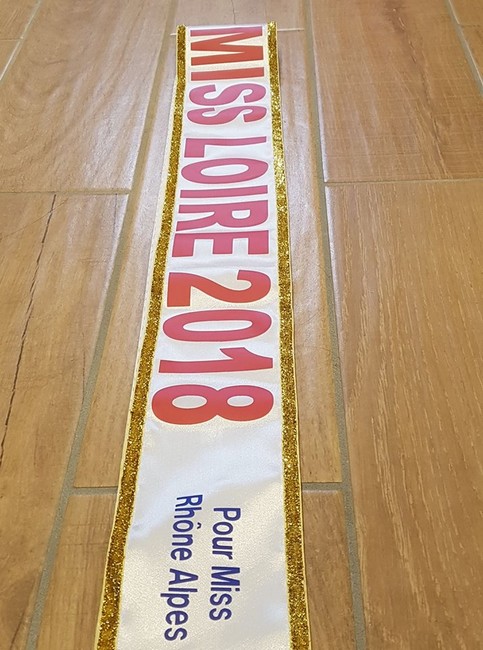 MISS LOIRE 2018
Pour Miss
Rhône Alpes